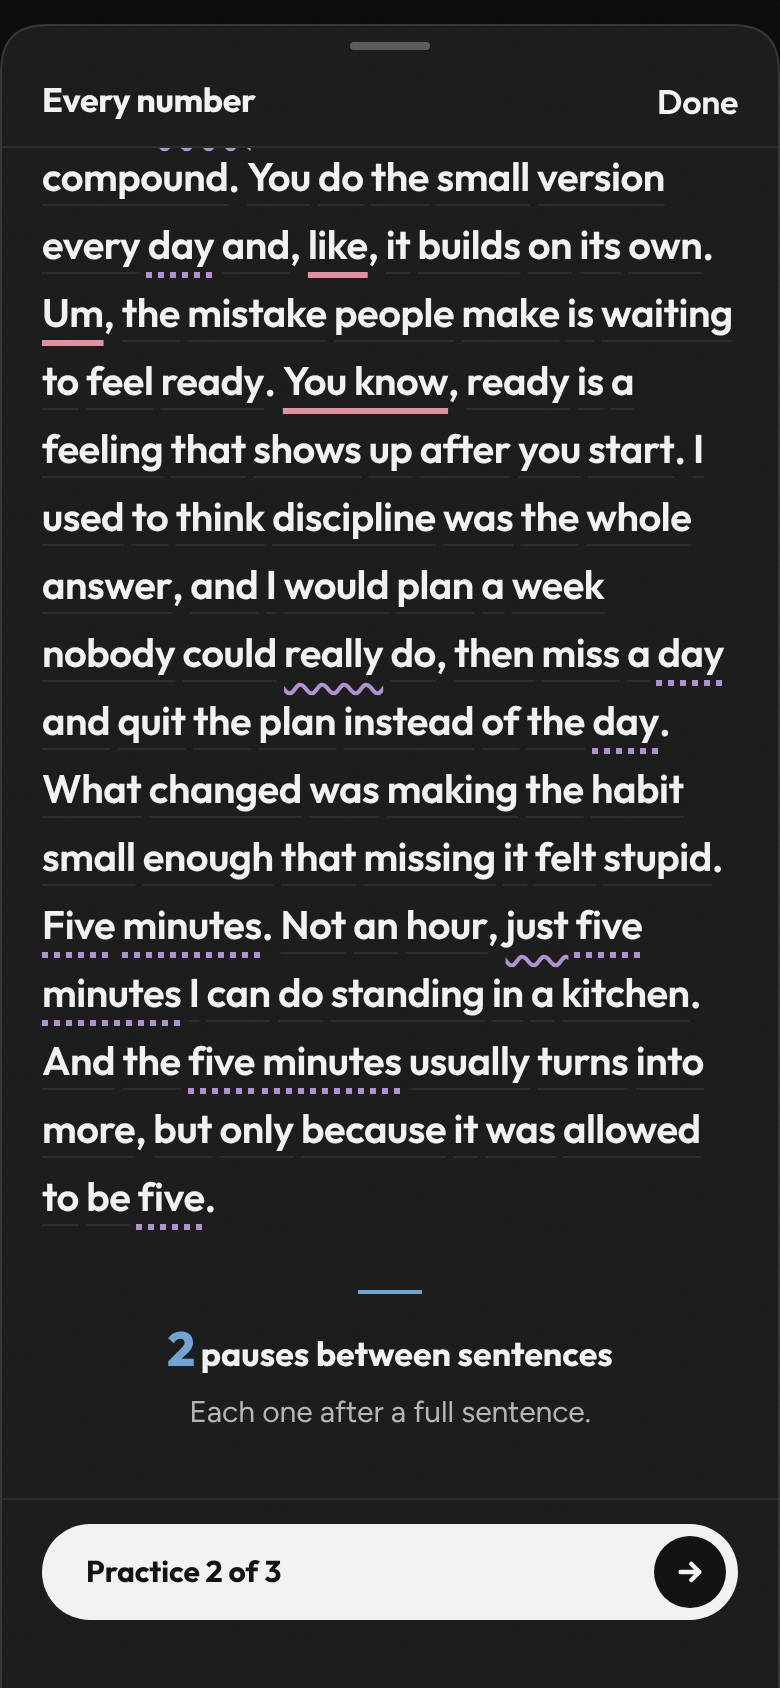 Every number
Done
compound. You do the small version
every day and, like, it builds on its own.
Um, the mistake people make is waiting
to feel ready. You know, ready is a
feeling that shows up after you start. I
used to think discipline was the whole
answer, and I would plan a week
nobody could really do, then miss a day
and quit the plan instead of the day.
What changed was making the habit
small enough that missing it felt stupid.
Five minutes. Not an hour, just five
minutes I can do standing in a kitchen.
And the five minutes usually turns into
more, but only because it was allowed
to be five.
2 pauses between sentences
Each one after a full sentence.
Practice 2 of 3